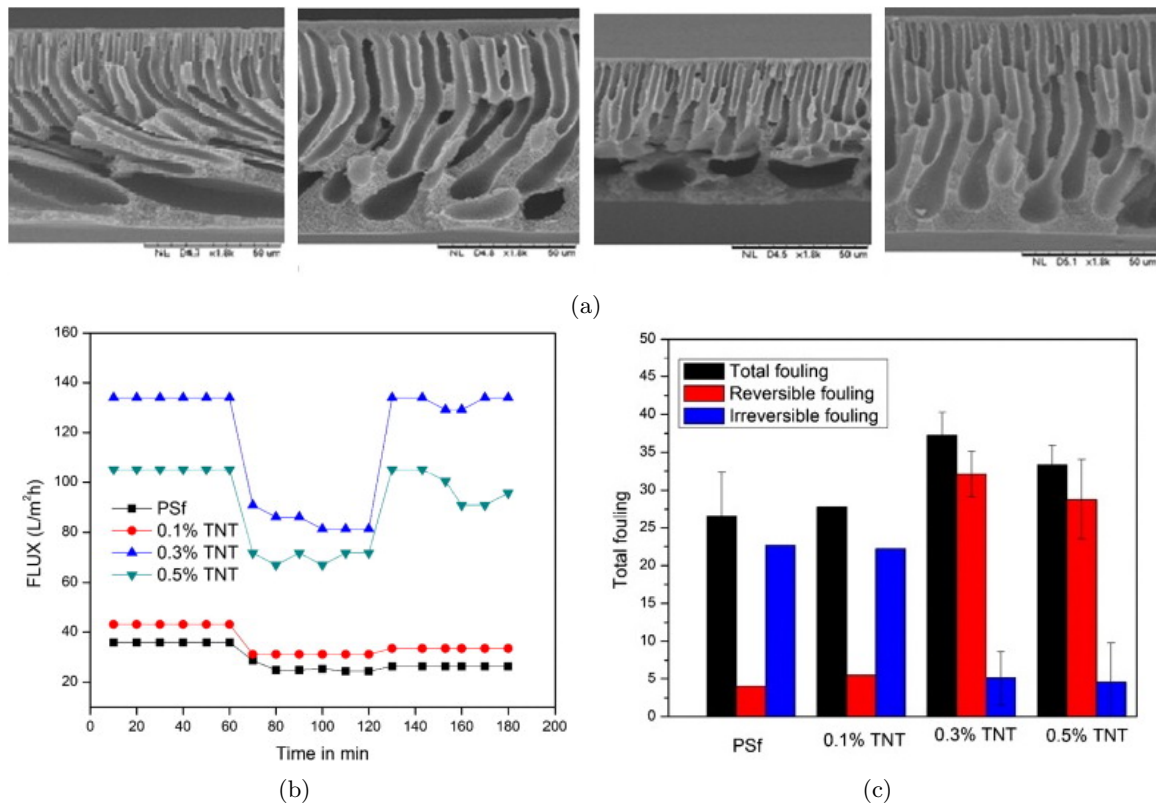 NL D6.3 x1.8k 50 um
NL D4.8 x1.8k 50 um
NL D4.5 x1.8k 50 um
NL D5.1 x1.8k 50 um
(a)
160
140
120
100
80
60
40
20
FLUX (L/m²h)
PSf
0.1% TNT
0.3% TNT
0.5% TNT
0 20 40 60 80 100 120 140 160 180 200
Time in min
(b)
50
45
40
35
30
25
20
15
10
5
0
Total fouling
Total fouling
Reversible fouling
Irreversible fouling
PSf 0.1% TNT 0.3% TNT 0.5% TNT
(c)